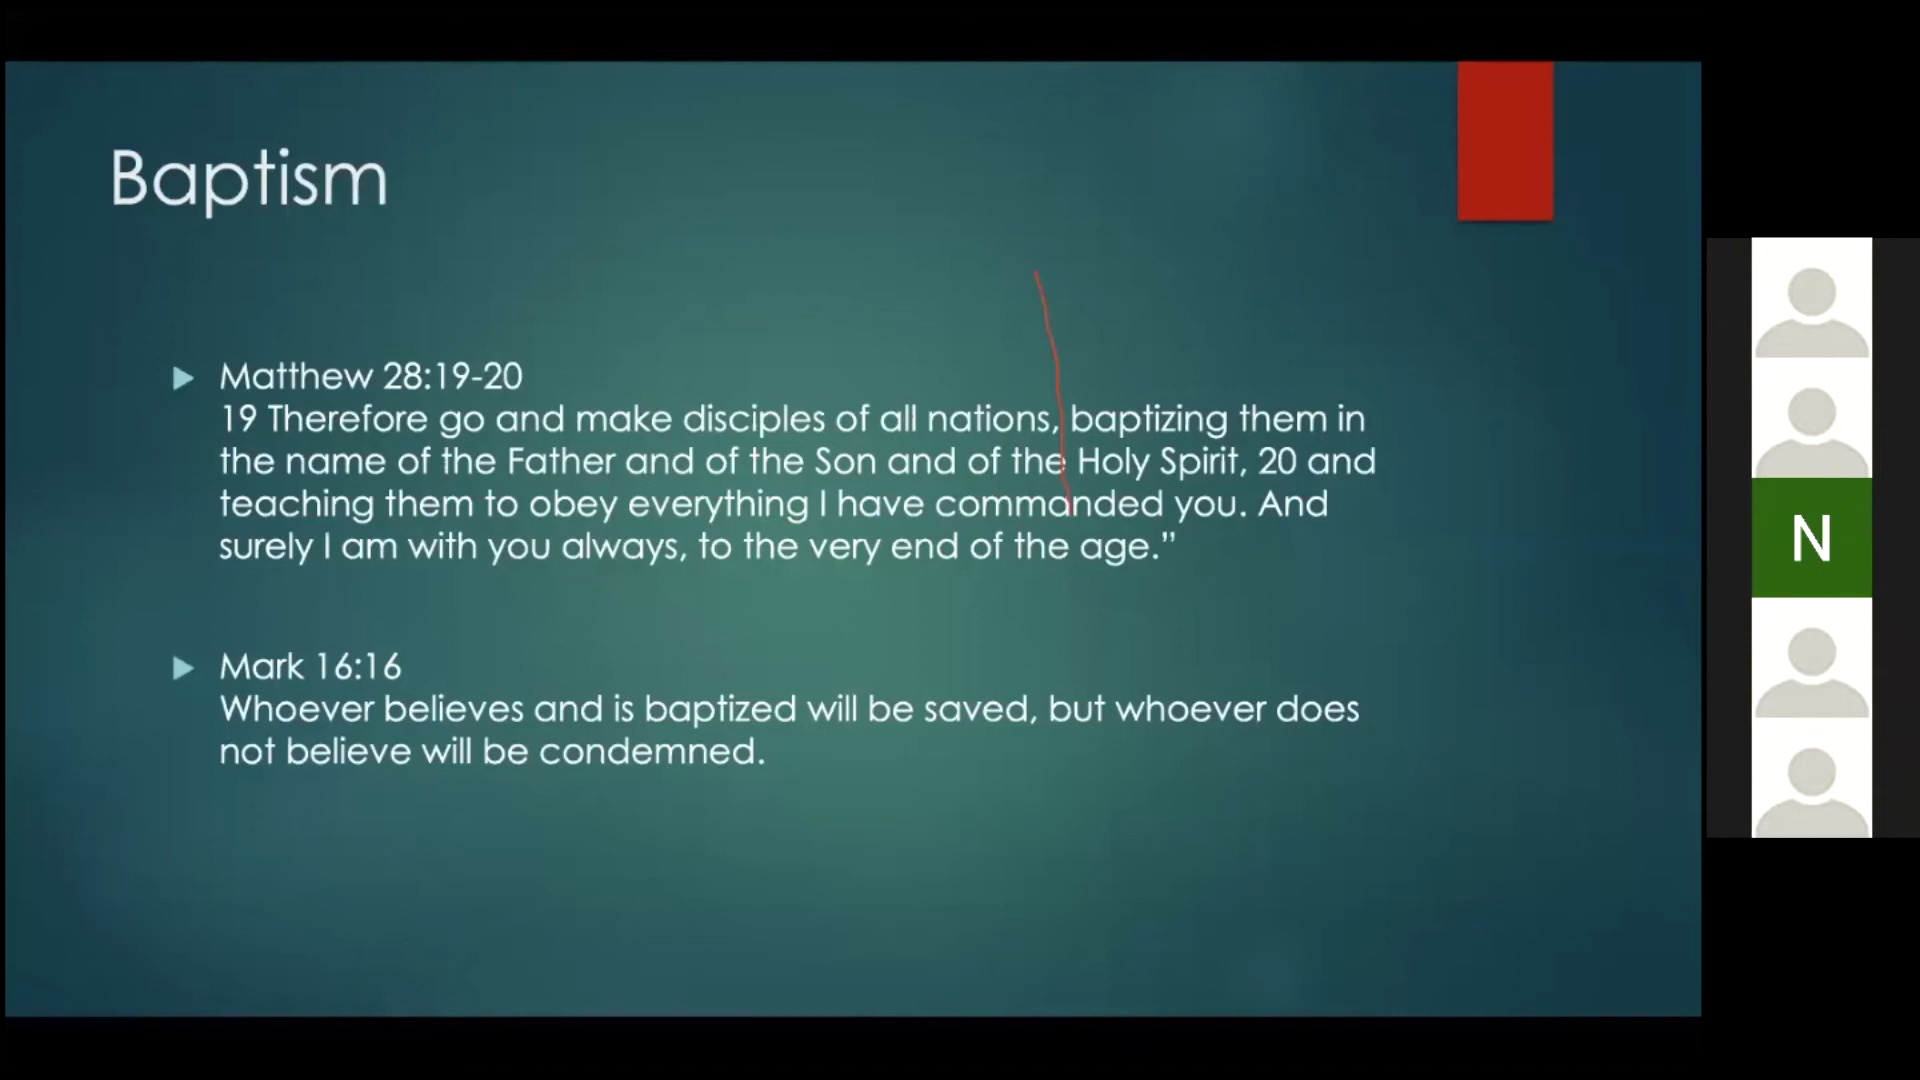 Baptism
Matthew 28:19-20
19 Therefore go and make disciples of all nations, baptizing them in
the name of the Father and of the Son and of the Holy Spirit, 20 and
teaching them to obey everything I have commanded you. And
surely I am with you always, to the very end of the age.”
Mark 16:16
Whoever believes and is baptized will be saved, but whoever does
not believe will be condemned.
N